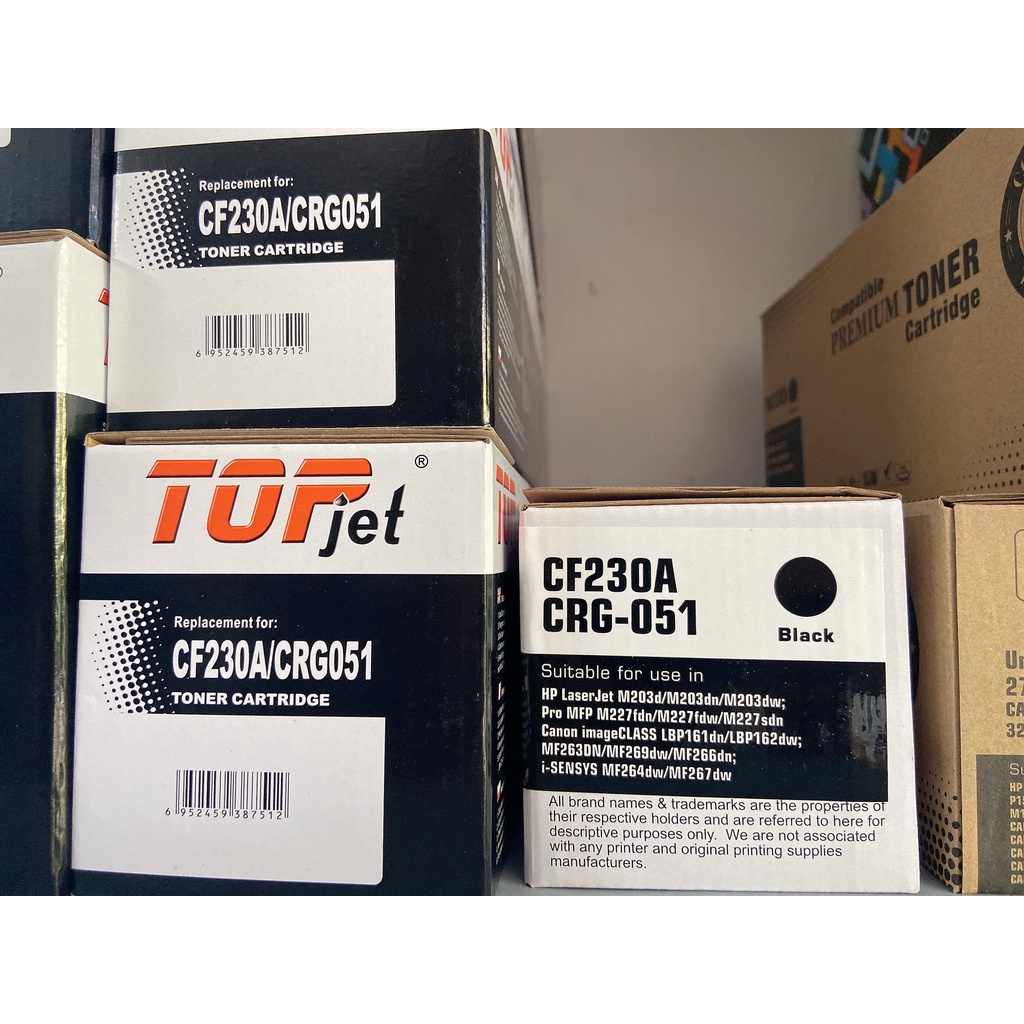 Replacement for:
CF230A/CRG051
TONER CARTRIDGE
6 952459 387512
TOPjet®
Replacement for:
CF230A/CRG051
TONER CARTRIDGE
6 952459 387512
CF230A
CRG-051
Black
Suitable for use in
HP LaserJet M203d/M203dn/M203dw;
Pro MFP M227fdn/M227fdw/M227sdn
Canon imageCLASS LBP161dn/LBP162dw;
MF263DN/MF269dw/MF266dn;
i-SENSYS MF264dw/MF267dw
All brand names & trademarks are the properties of
their respective holders and are referred to here for
descriptive purposes only. We are not associated
with any printer and original printing supplies
manufacturers.
Compatible
PREMIUM TONER
Cartridge
HP